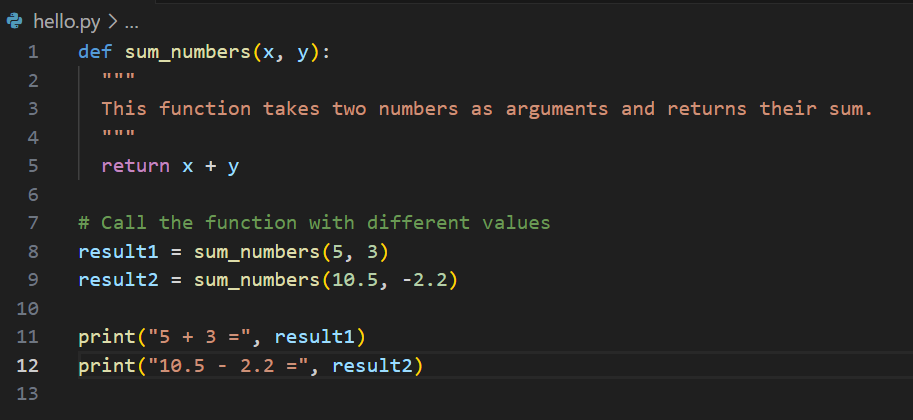 hello.py > ...
1 def sum_numbers(x, y):
2   """
3   This function takes two numbers as arguments and returns their sum.
4   """
5   return x + y
6
7 # Call the function with different values
8 result1 = sum_numbers(5, 3)
9 result2 = sum_numbers(10.5, -2.2)
10
11 print("5 + 3 =", result1)
12 print("10.5 - 2.2 =", result2)
13